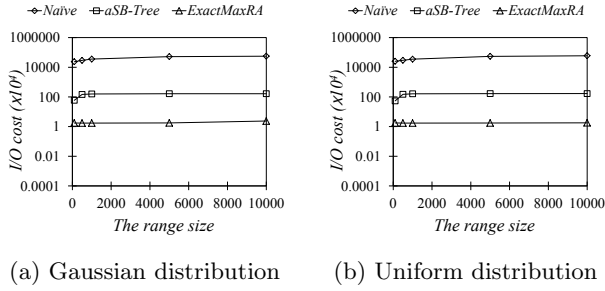 Naïve aSB-Tree ExactMaxRA
I/O cost (x10⁴)
1000000
10000
100
1
0.01
0.0001
0 2000 4000 6000 8000 10000
The range size
(a) Gaussian distribution
Naïve aSB-Tree ExactMaxRA
I/O cost (x10⁴)
1000000
10000
100
1
0.01
0.0001
0 2000 4000 6000 8000 10000
The range size
(b) Uniform distribution